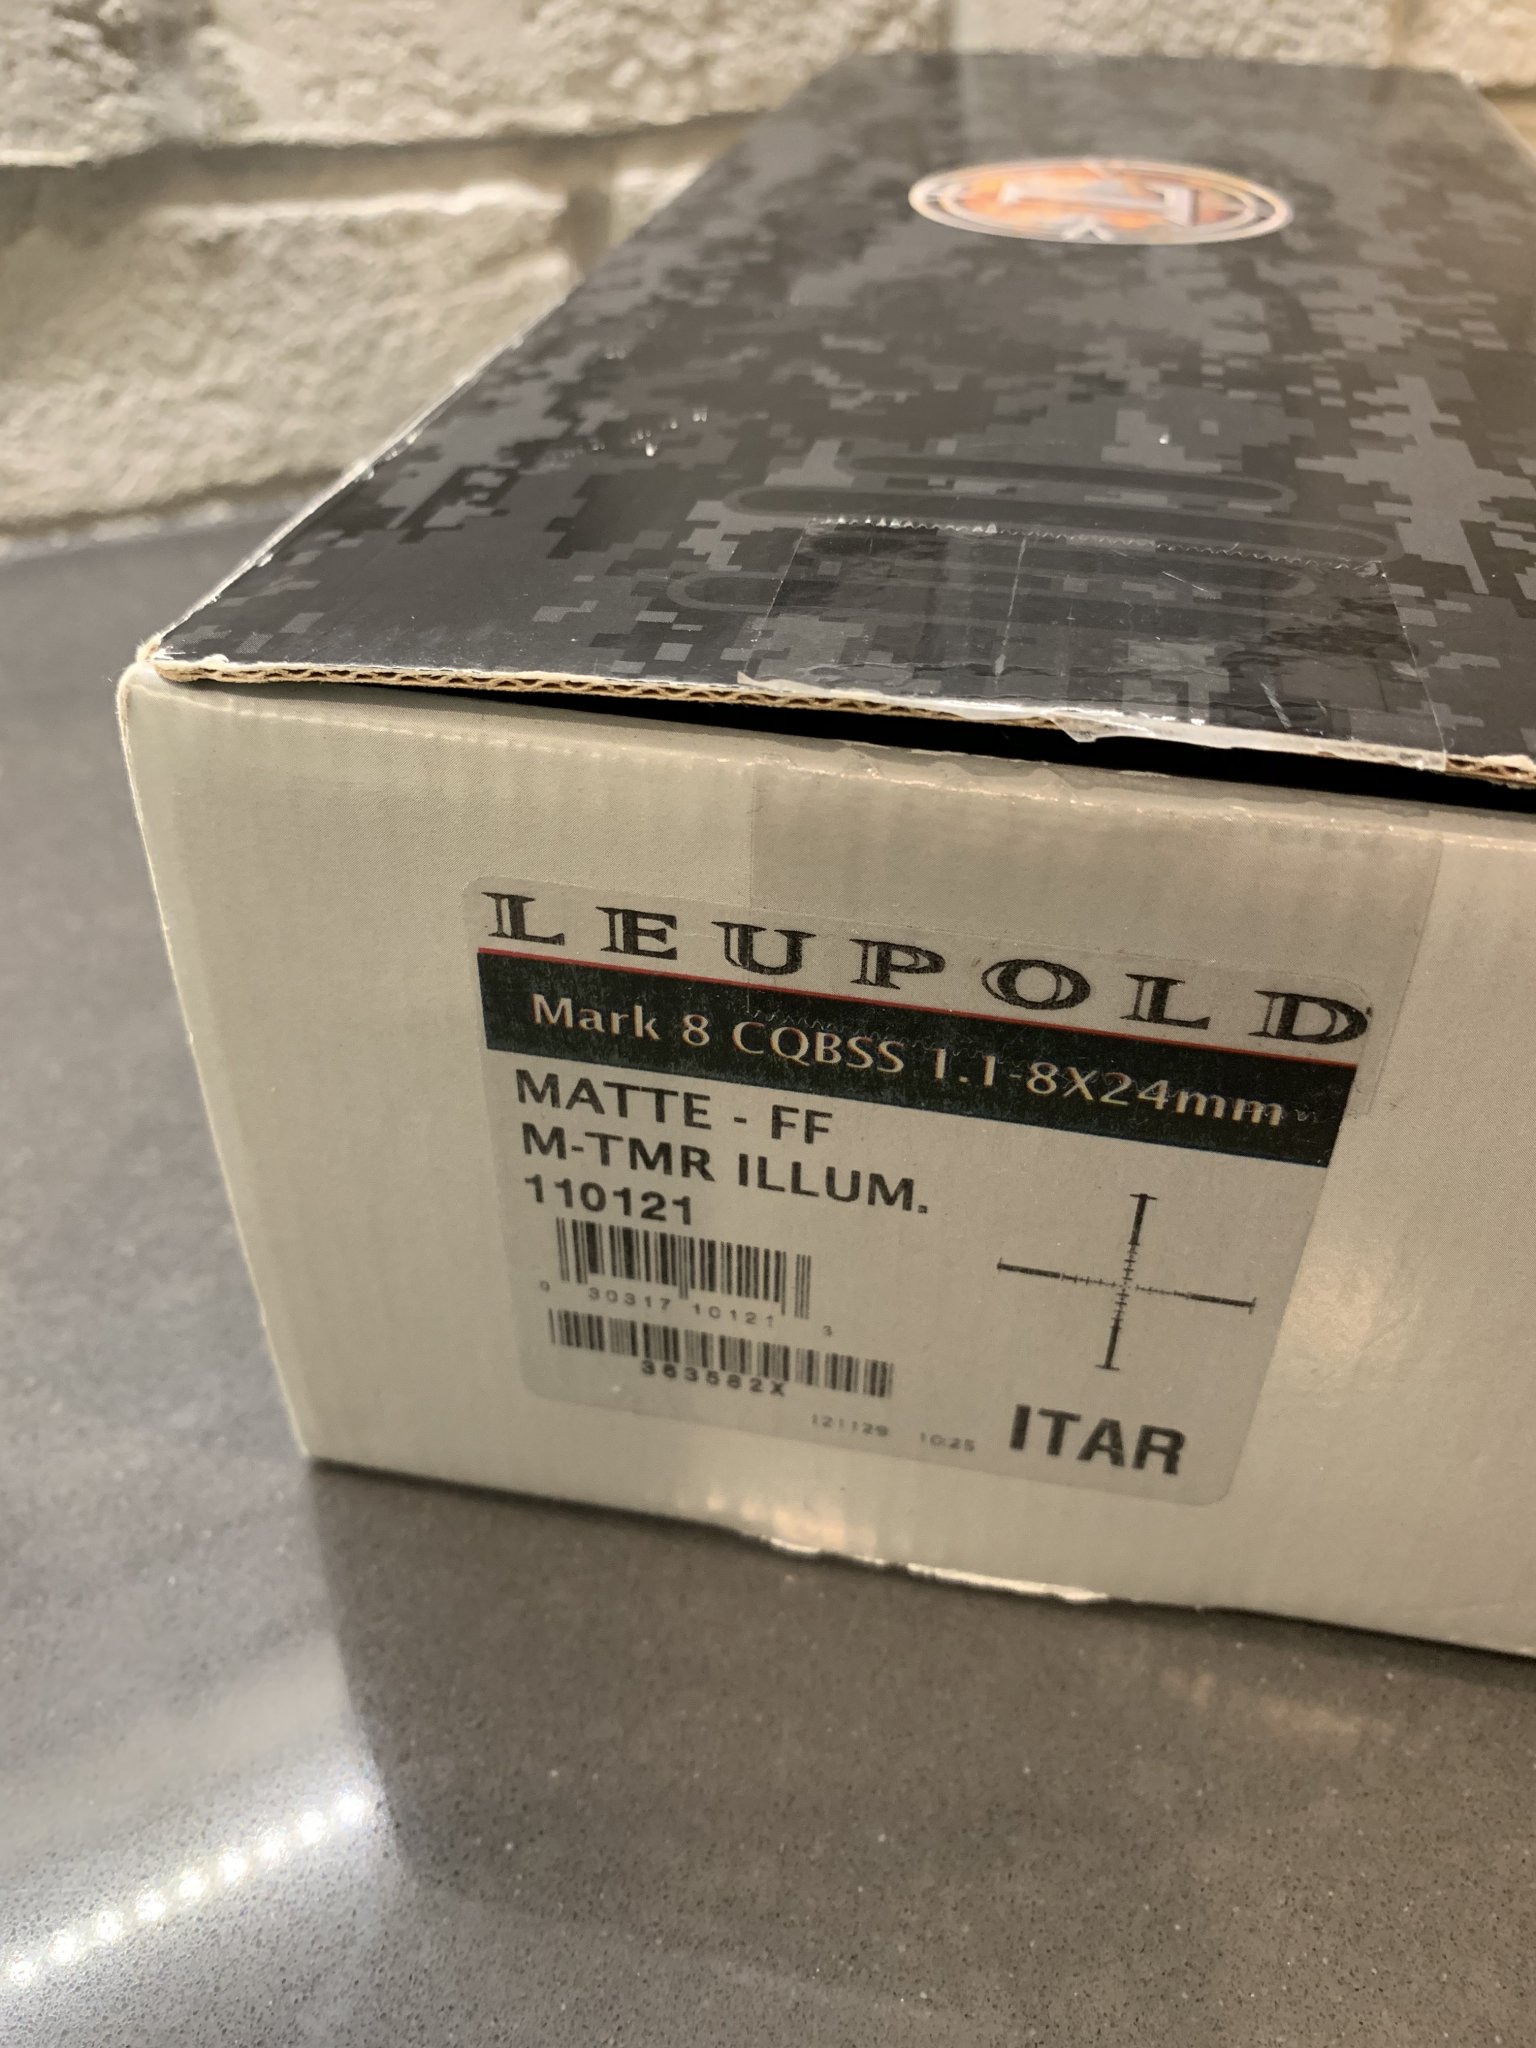 LEUPOLD
Mark 8 CQBSS 1.1-8X24mm
MATTE - FF
M-TMR ILLUM.
110121
0 30317 10121 3
363562X
121129 10:25
ITAR